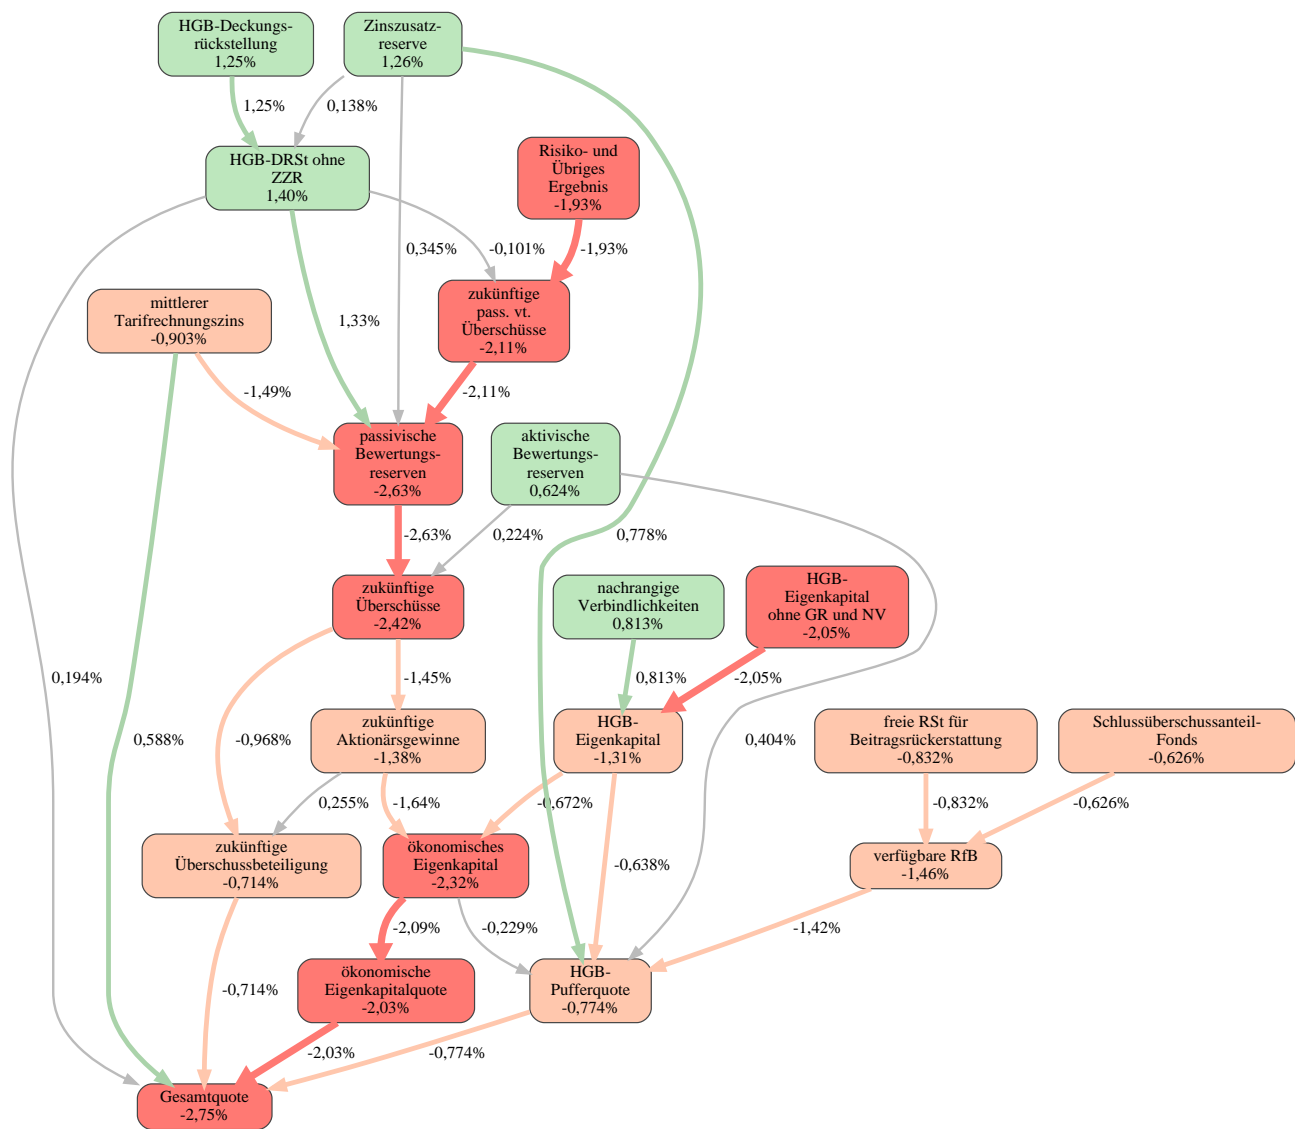 HGB-Deckungs-
rückstellung
1,25%
Zinszusatz-
reserve
1,26%
1,25%
0,138%
HGB-DRSt ohne
ZZR
1,40%
Risiko- und
Übriges
Ergebnis
-1,93%
0,345%
-0,101%
-1,93%
mittlerer
Tarifrechnungszins
-0,903%
zukünftige
pass. vt.
Überschüsse
-2,11%
1,33%
-1,49%
-2,11%
passivische
Bewertungs-
reserven
-2,63%
aktivische
Bewertungs-
reserven
0,624%
-2,63%
0,224%
0,778%
zukünftige
Überschüsse
-2,42%
nachrangige
Verbindlichkeiten
0,813%
HGB-
Eigenkapital
ohne GR und NV
-2,05%
0,194%
-1,45%
0,813%
-2,05%
0,588%
-0,968%
zukünftige
Aktionärsgewinne
-1,38%
HGB-
Eigenkapital
-1,31%
0,404%
freie RSt für
Beitragsrückerstattung
-0,832%
Schlussüberschussanteil-
Fonds
-0,626%
0,255%
-1,64%
-0,672%
-0,832%
-0,626%
zukünftige
Überschussbeteiligung
-0,714%
ökonomisches
Eigenkapital
-2,32%
-0,638%
verfügbare RfB
-1,46%
-2,09%
-0,229%
-1,42%
-0,714%
ökonomische
Eigenkapitalquote
-2,03%
HGB-
Pufferquote
-0,774%
-2,03%
-0,774%
Gesamtquote
-2,75%